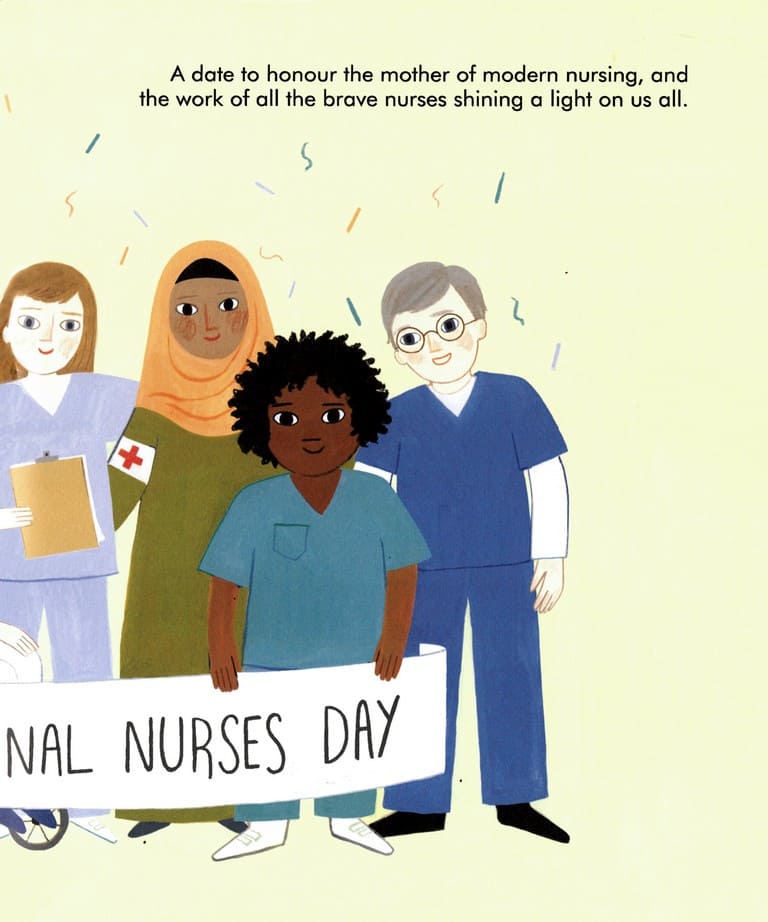 A date to honour the mother of modern nursing, and
the work of all the brave nurses shining a light on us all.
NAL NURSES DAY